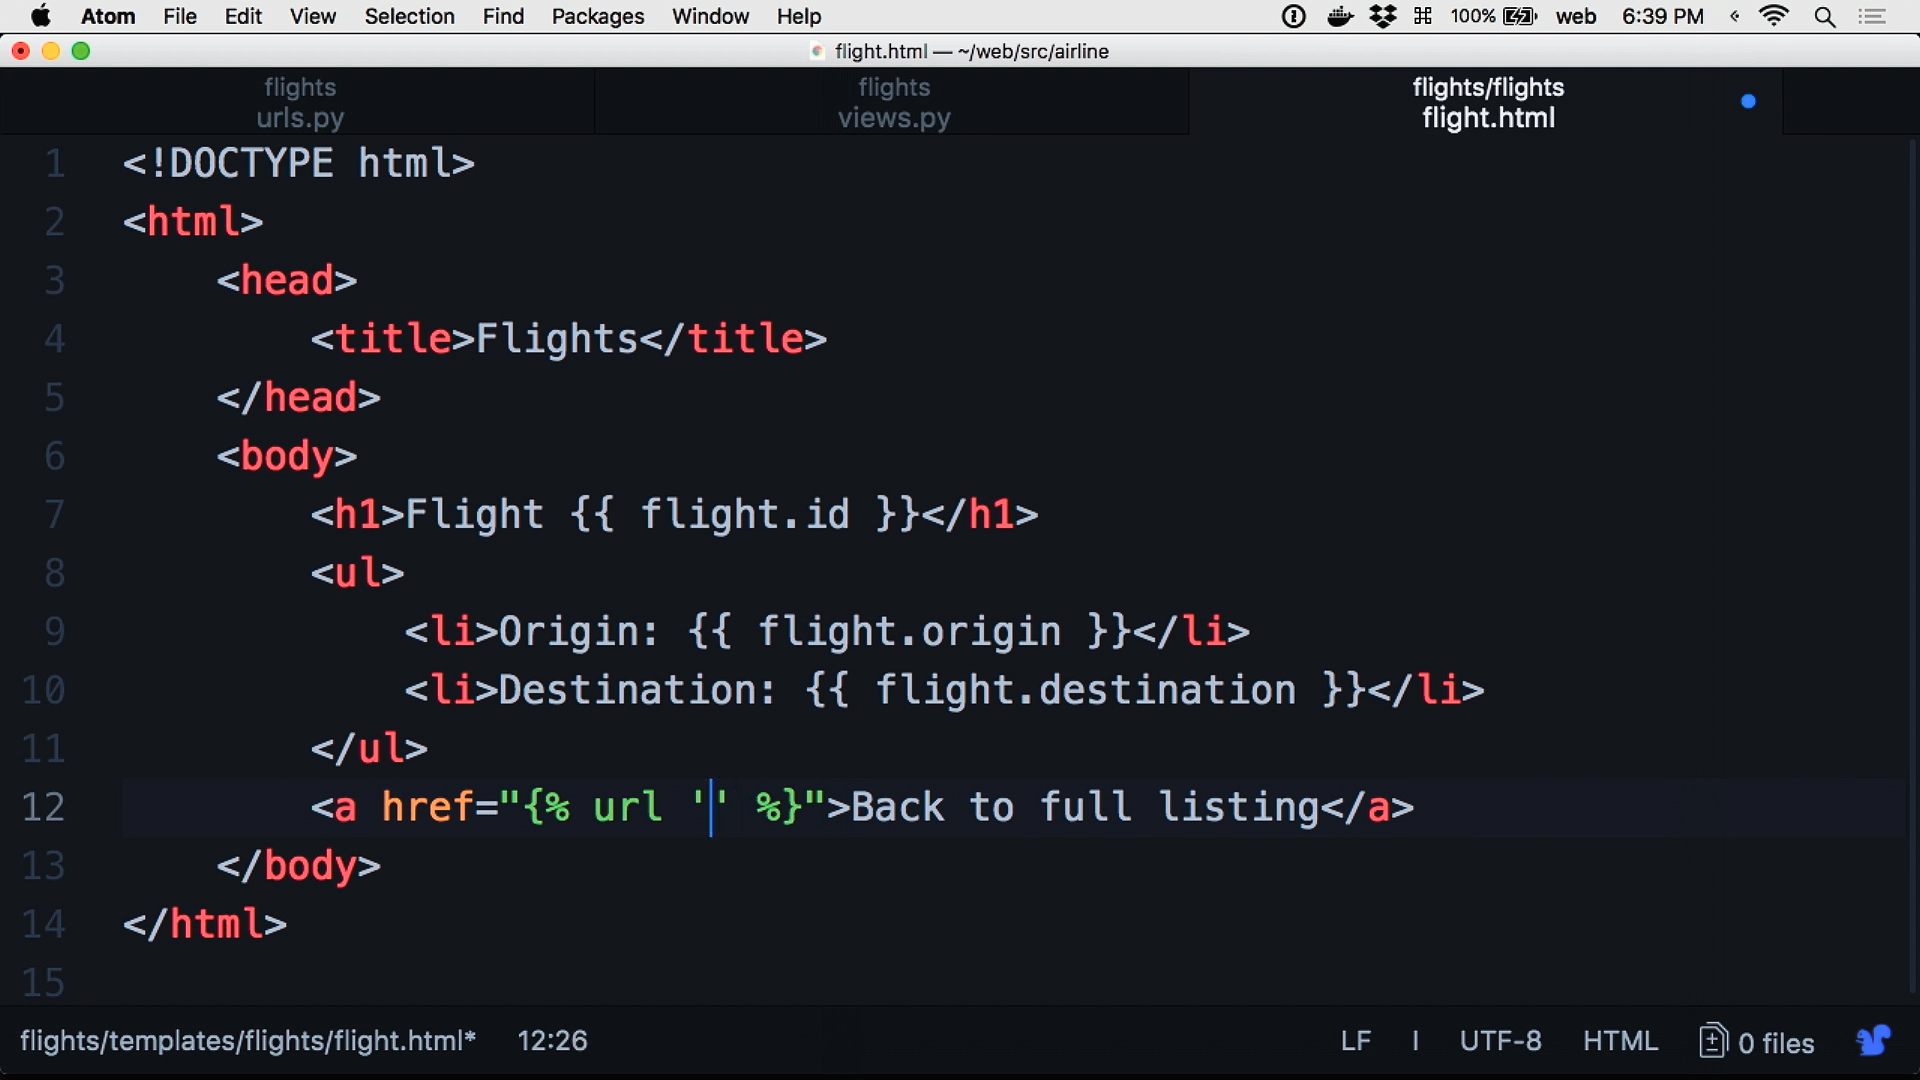 Atom File Edit View Selection Find Packages Window Help 100% web 6:39 PM
flight.html — ~/web/src/airline
flights
urls.py
flights
views.py
flights/flights
flight.html
1 <!DOCTYPE html>
2 <html>
3 <head>
4 <title>Flights</title>
5 </head>
6 <body>
7 <h1>Flight {{ flight.id }}</h1>
8 <ul>
9 <li>Origin: {{ flight.origin }}</li>
10 <li>Destination: {{ flight.destination }}</li>
11 </ul>
12 <a href="{% url '' %}">Back to full listing</a>
13 </body>
14 </html>
15
flights/templates/flights/flight.html* 12:26 LF I UTF-8 HTML 0 files